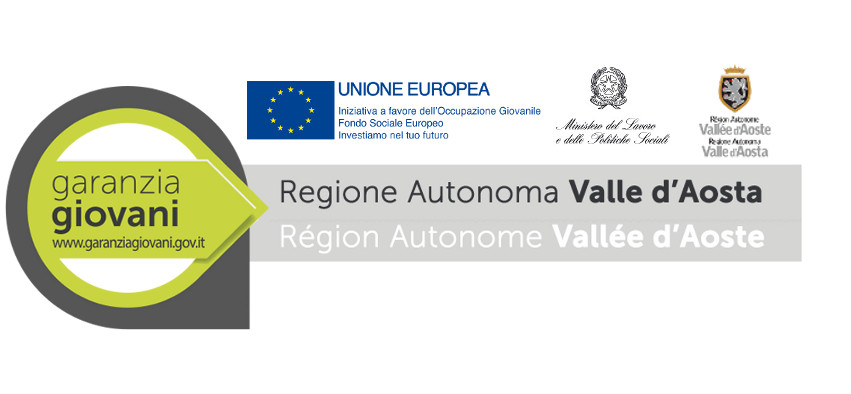 UNIONE EUROPEA
Iniziativa a favore dell'Occupazione Giovanile
Fondo Sociale Europeo
Investiamo nel tuo futuro
Ministero del Lavoro
e delle Politiche Sociali
Région Autonome
Vallée d'Aoste
Regione Autonoma
Valle d'Aosta
garanzia
giovani
www.garanziagiovani.gov.it
Regione Autonoma Valle d'Aosta
Région Autonome Vallée d'Aoste